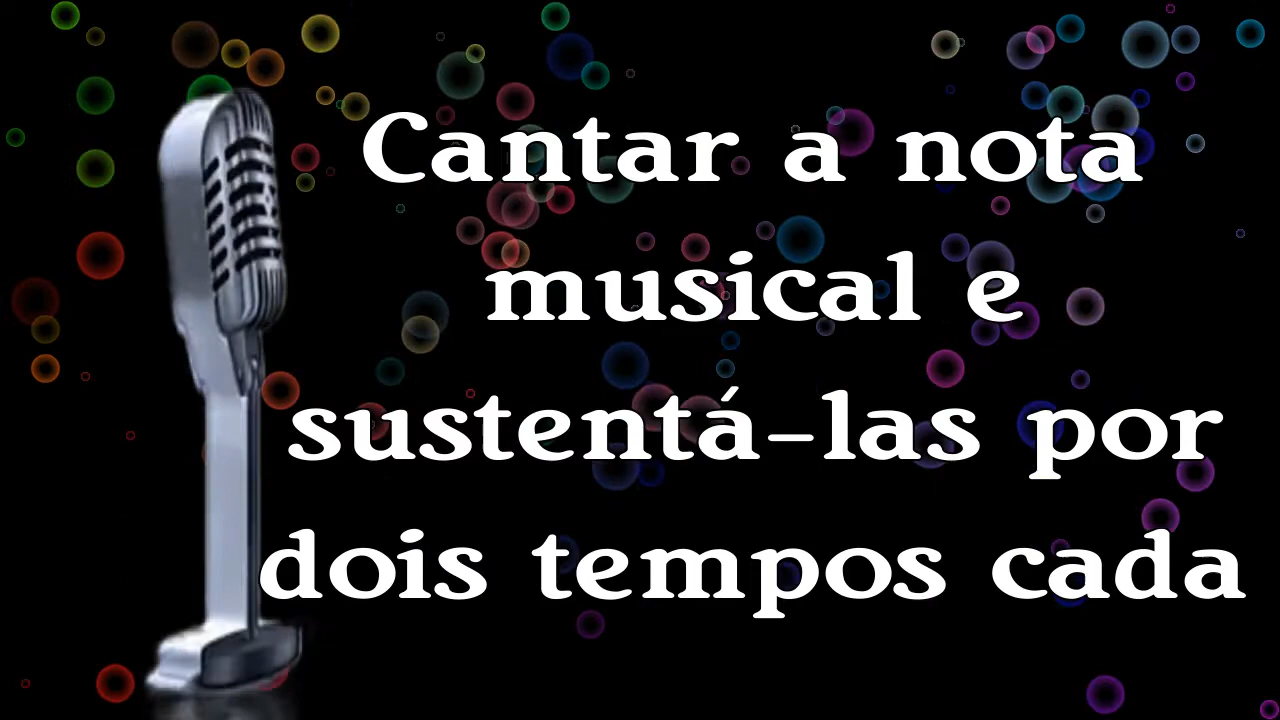 Cantar a nota
musical e
sustentá-las por
dois tempos cada